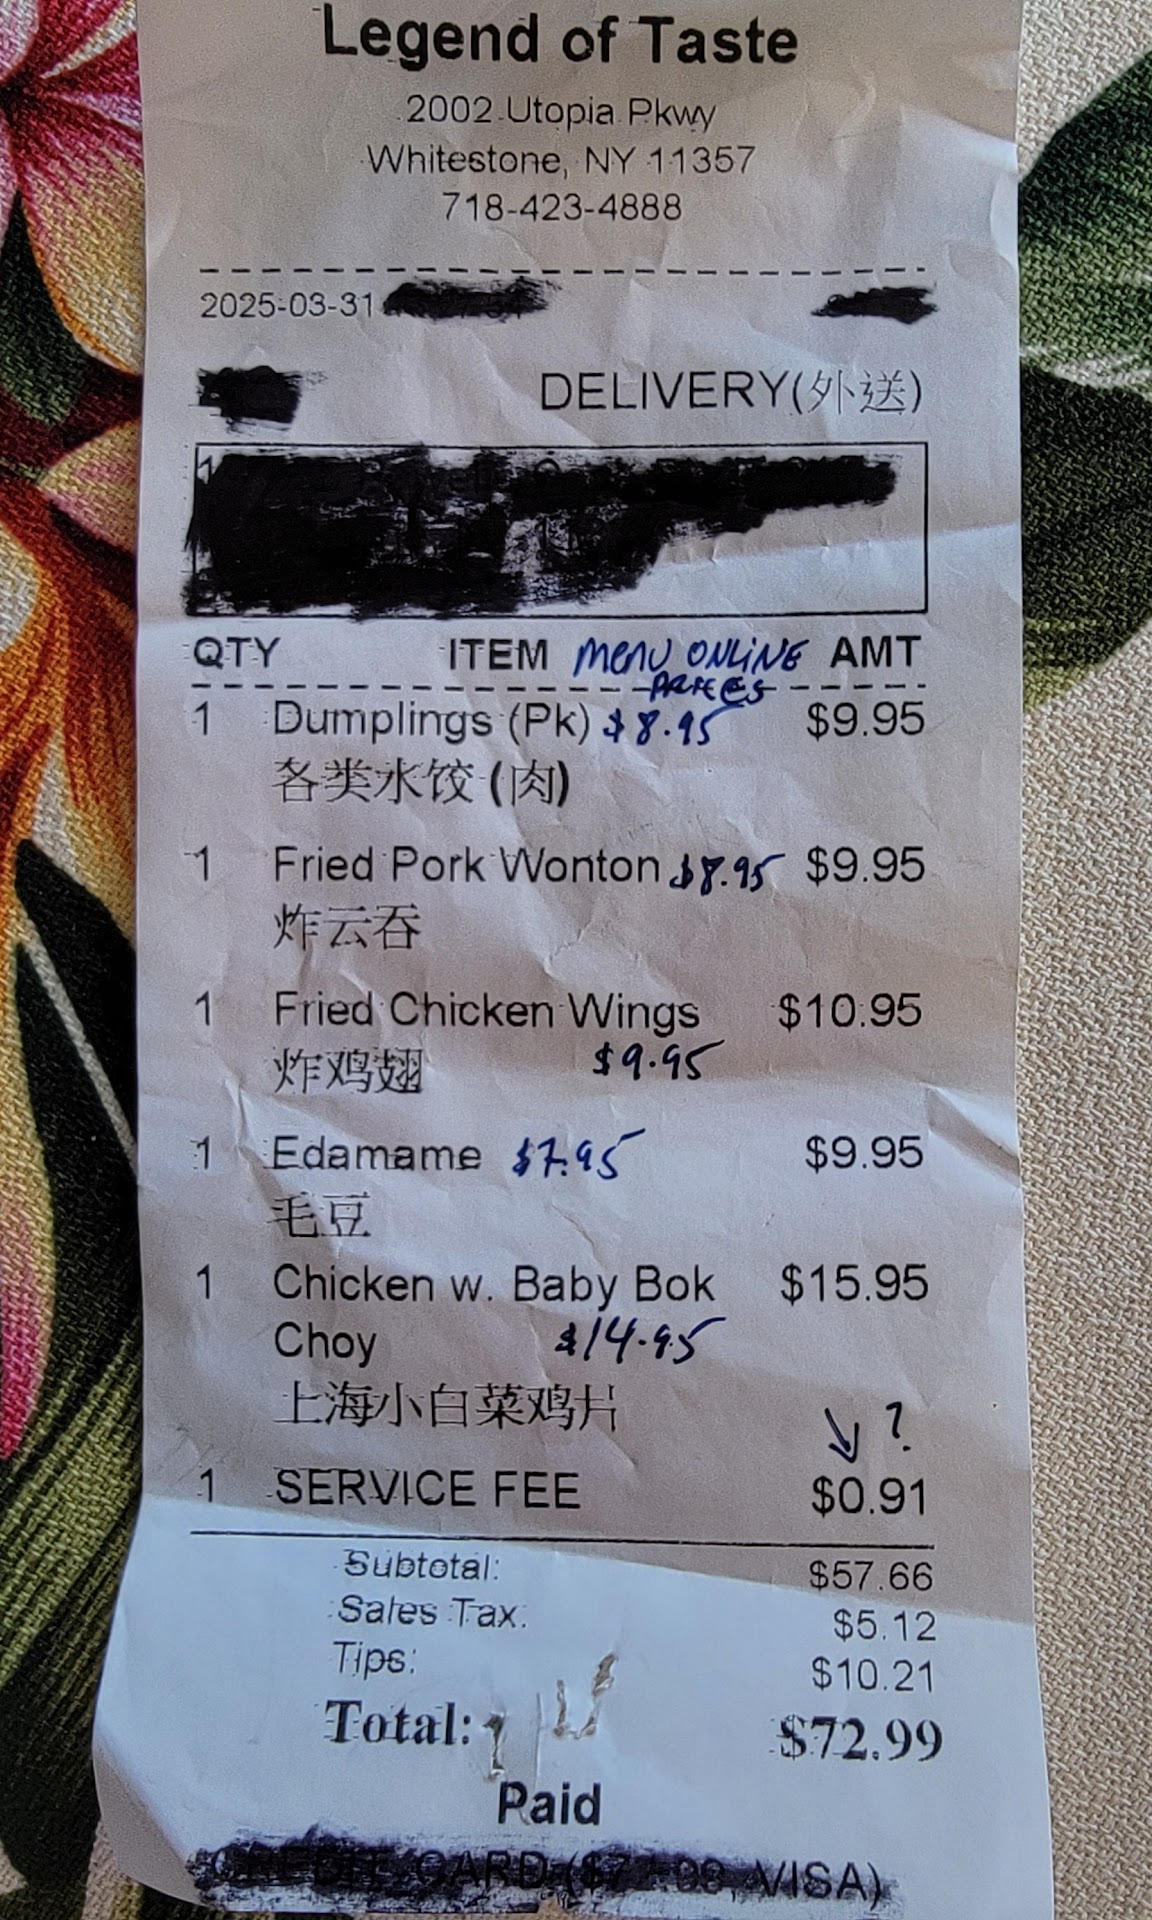 Legend of Taste
2002 Utopia Pkwy
Whitestone, NY 11357
718-423-4888
2025-03-31
DELIVERY(外送)
QTY ITEM MENU ONLINE AMT
PRICES
1 Dumplings (Pk) $8.95 $9.95
各类水饺 (肉)
1 Fried Pork Wonton $8.95 $9.95
炸云吞
1 Fried Chicken Wings $10.95
炸鸡翅 $9.95
1 Edamame $7.95 $9.95
毛豆
1 Chicken w. Baby Bok $15.95
Choy $14.95
上海小白菜鸡片 ?
1 SERVICE FEE $0.91
Subtotal: $57.66
Sales Tax: $5.12
Tips: $10.21
Total: $72.99
Paid
CREDIT CARD VISA)